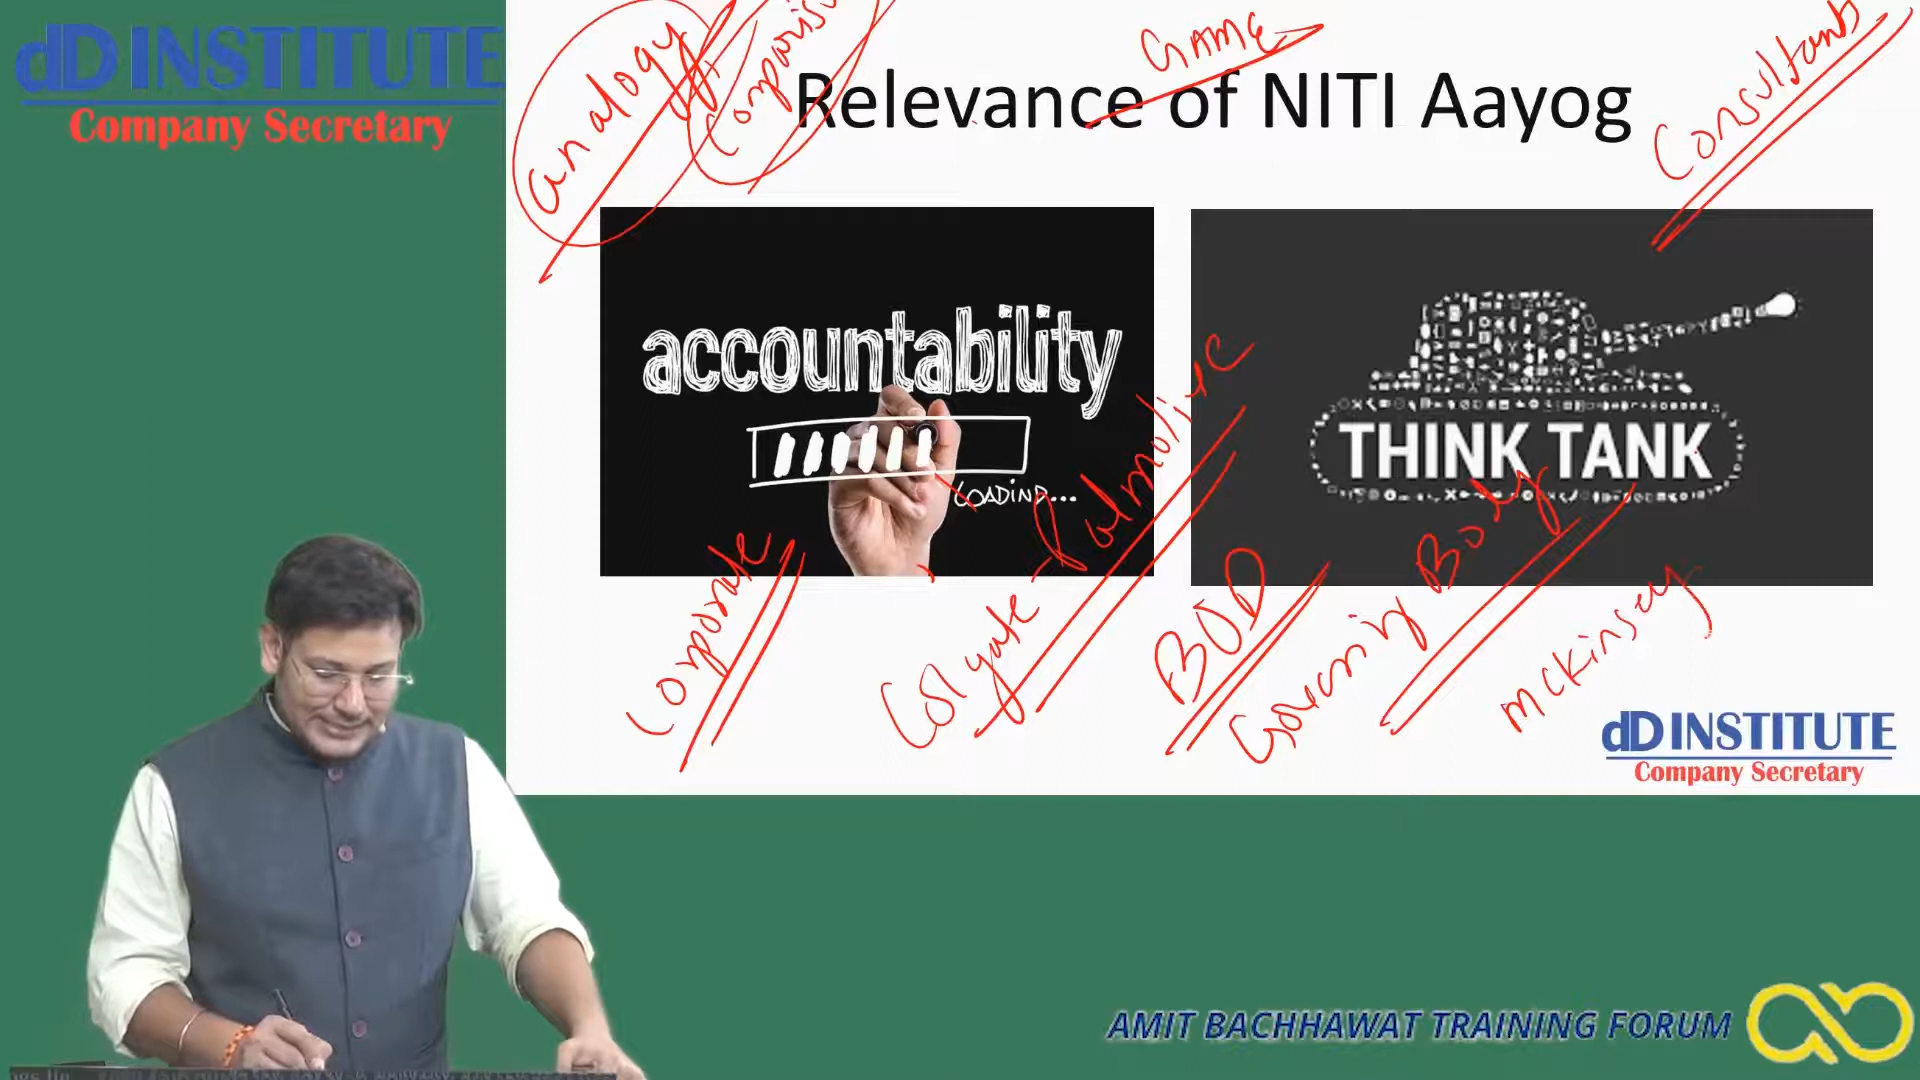 dD INSTITUTE
Company Secretary
analogy
Comparison
GAME
Relevance of NITI Aayog
Consultants
accountability
LOADING...
THINK TANK
Corporate
Colgate-Palmolive
BOD
Governing Body
McKinsey
dD INSTITUTE
Company Secretary
AMIT BACHHAWAT TRAINING FORUM